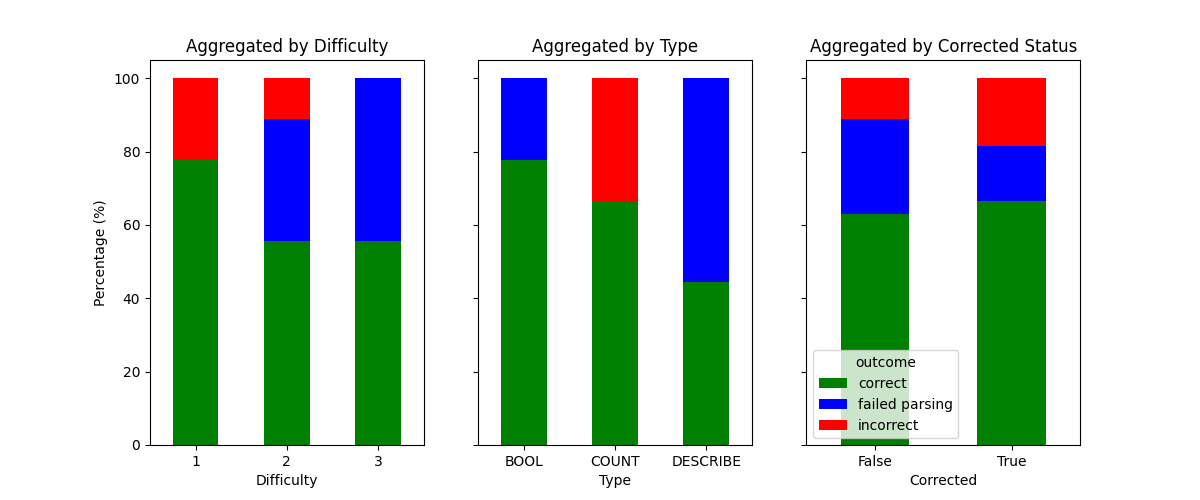 Aggregated by Difficulty
Percentage (%)
100
80
60
40
20
0
1 2 3
Difficulty
Aggregated by Type
BOOL COUNT DESCRIBE
Type
Aggregated by Corrected Status
outcome
correct
failed parsing
incorrect
False True
Corrected